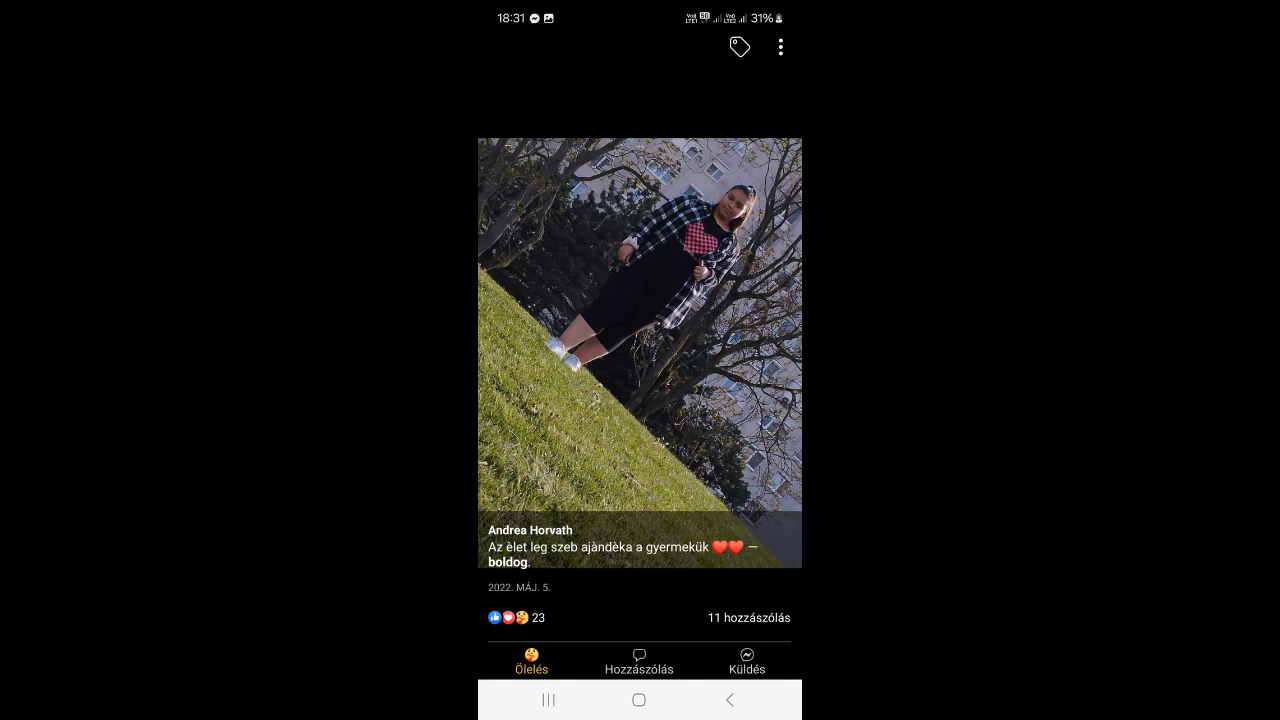 18:31 31%
Andrea Horvath
Az èlet leg szeb ajàndèka a gyermekük ❤️❤️ —
boldog.
2022. MÁJ. 5.
23 11 hozzászólás
Ölelés Hozzászólás Küldés